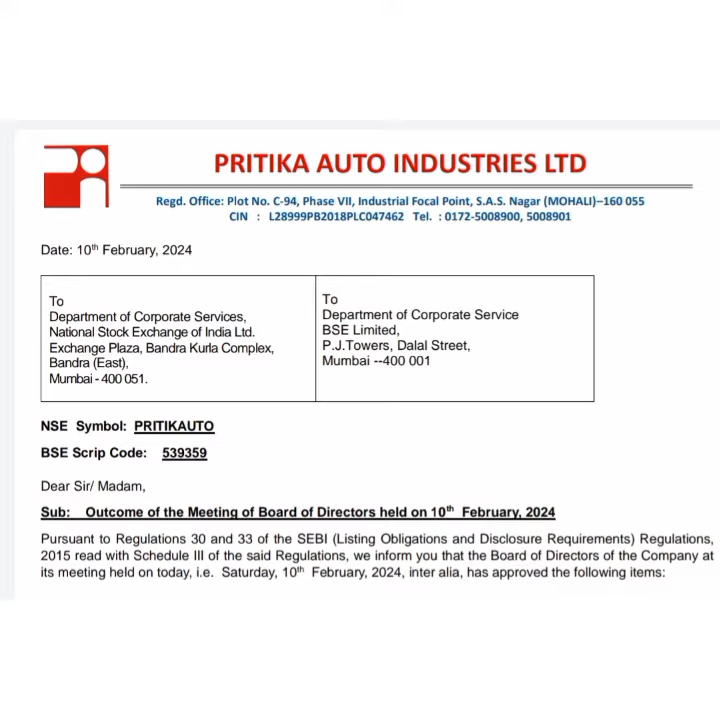 PRITIKA AUTO INDUSTRIES LTD
Regd. Office: Plot No. C-94, Phase VII, Industrial Focal Point, S.A.S. Nagar (MOHALI)–160 055
CIN : L28999PB2018PLC047462 Tel. : 0172-5008900, 5008901
Date: 10th February, 2024
To
Department of Corporate Services,
National Stock Exchange of India Ltd.
Exchange Plaza, Bandra Kurla Complex,
Bandra (East),
Mumbai - 400 051.
To
Department of Corporate Service
BSE Limited,
P.J.Towers, Dalal Street,
Mumbai --400 001
NSE Symbol: PRITIKAUTO
BSE Scrip Code: 539359
Dear Sir/ Madam,
Sub: Outcome of the Meeting of Board of Directors held on 10th February, 2024
Pursuant to Regulations 30 and 33 of the SEBI (Listing Obligations and Disclosure Requirements) Regulations,
2015 read with Schedule III of the said Regulations, we inform you that the Board of Directors of the Company at
its meeting held on today, i.e. Saturday, 10th February, 2024, inter alia, has approved the following items: